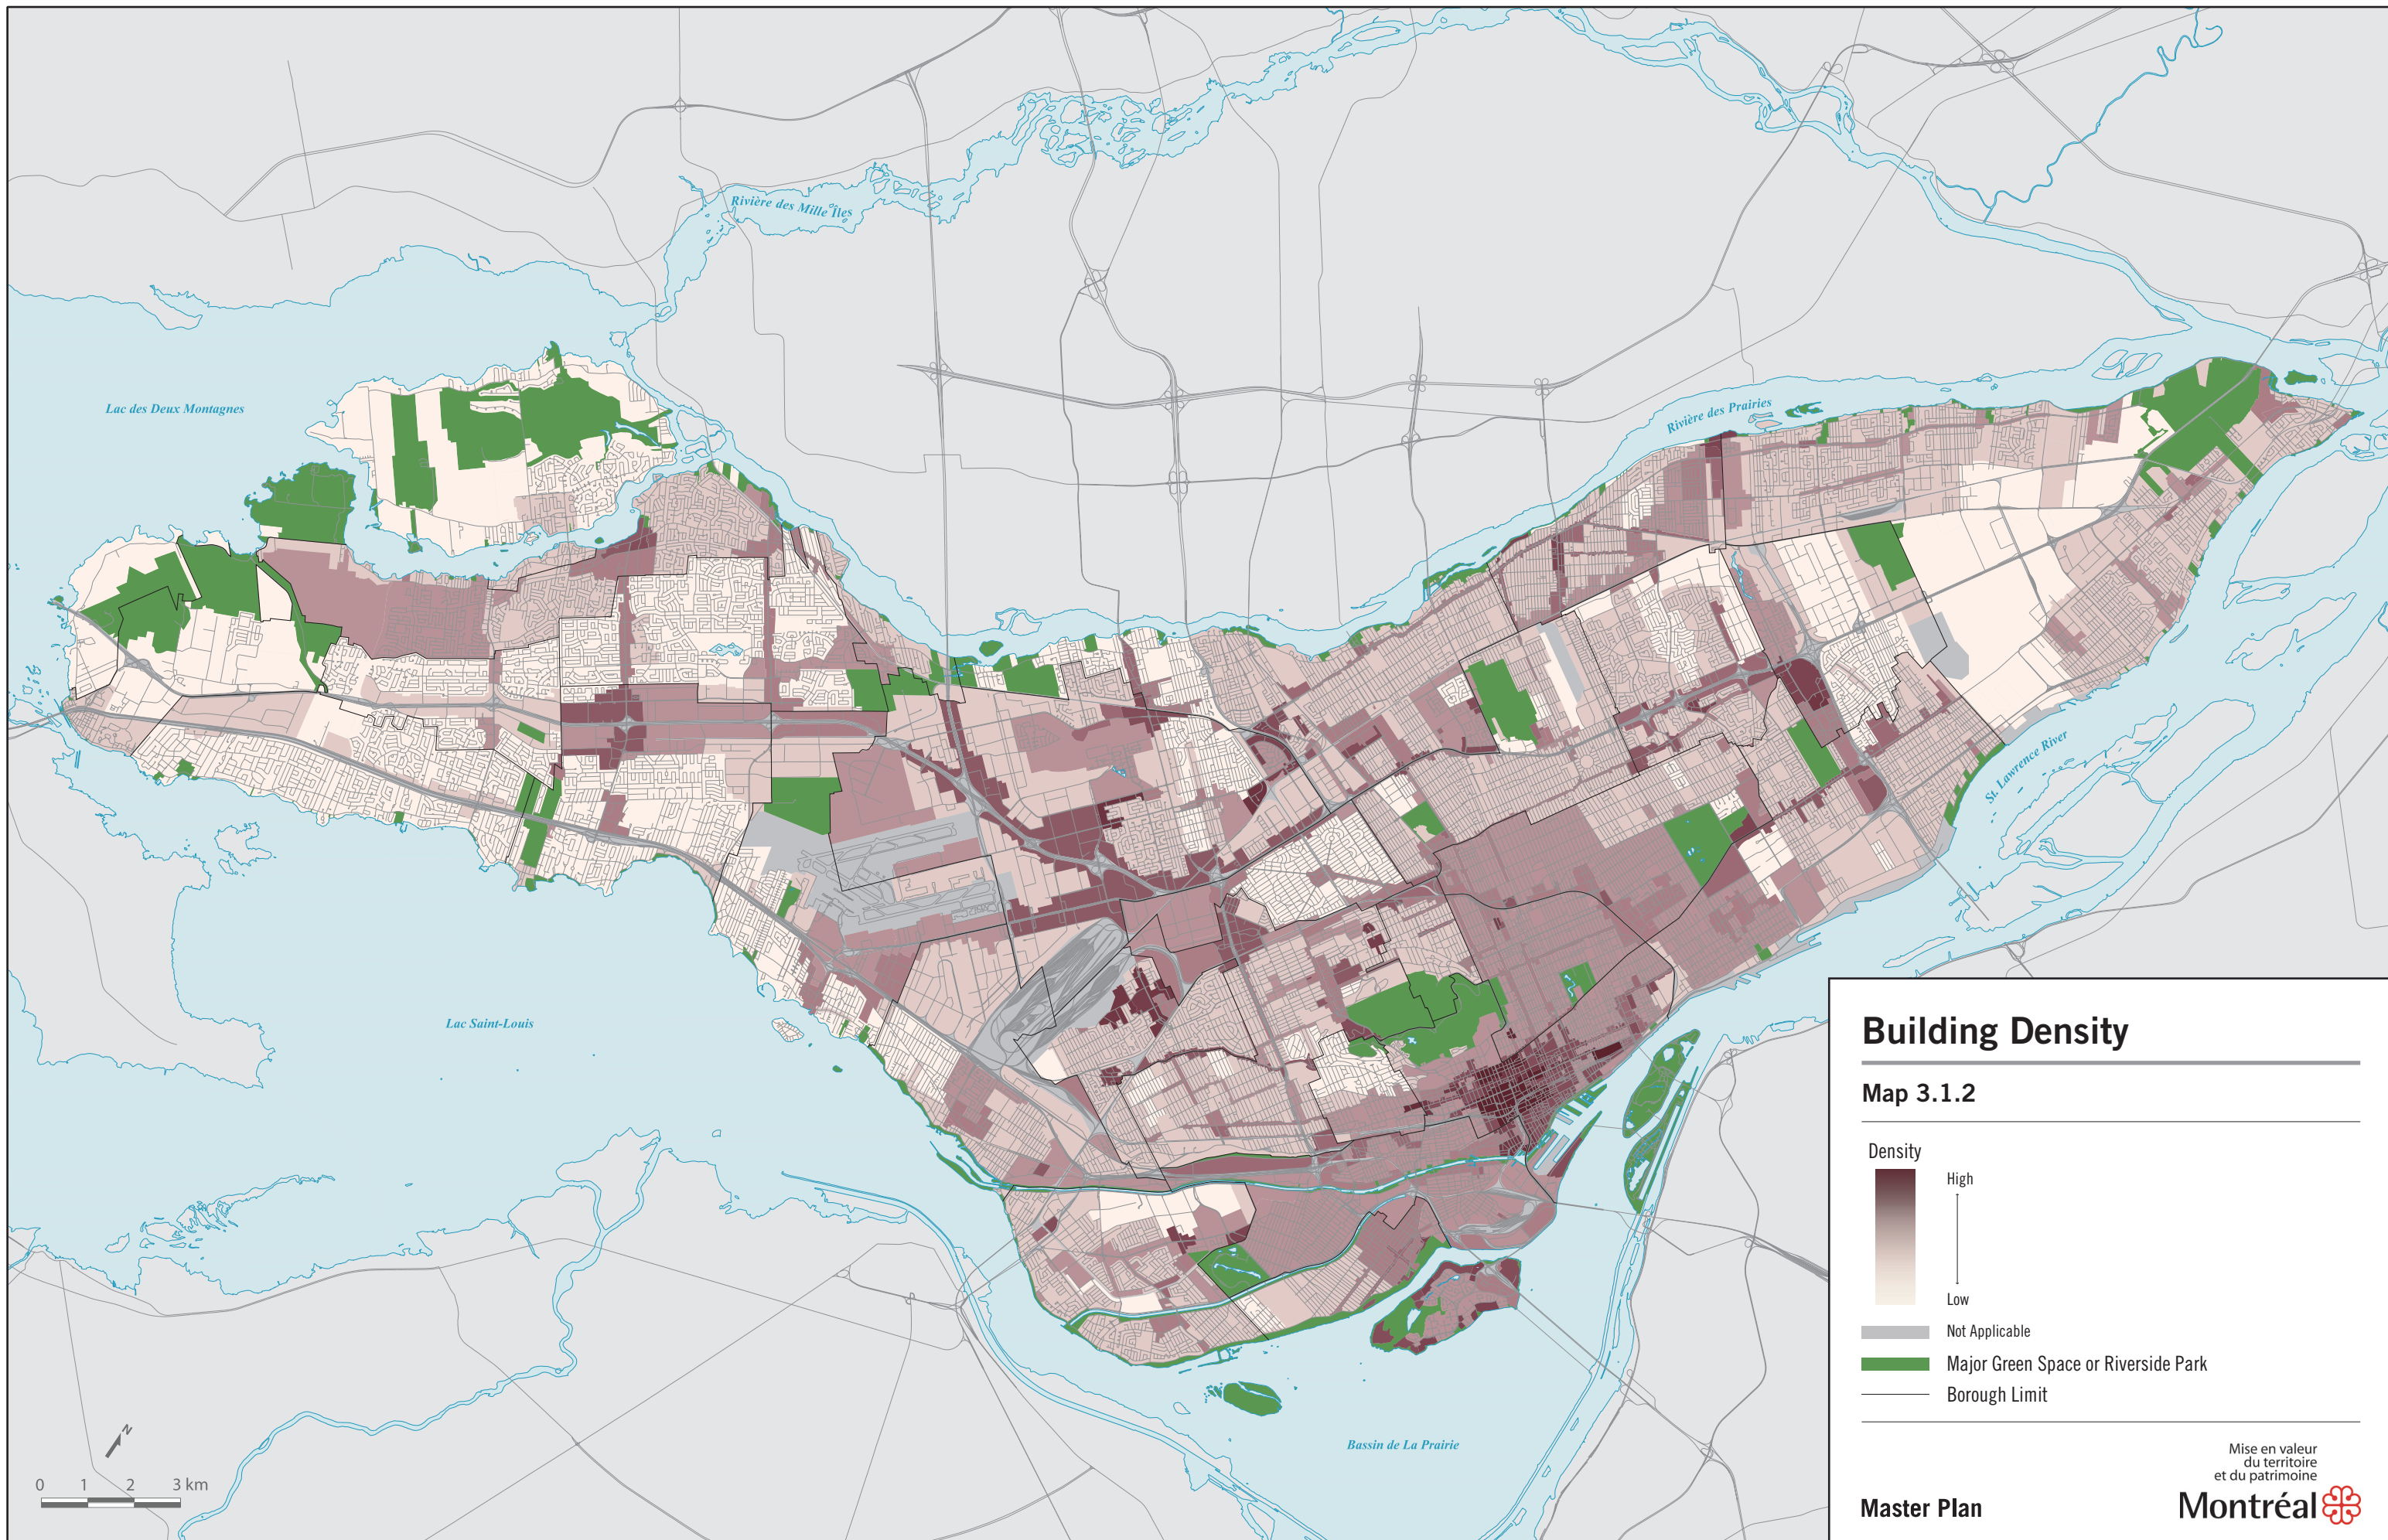 Rivière des Mille Îles
Lac des Deux Montagnes
Rivière des Prairies
St. Lawrence River
Lac Saint-Louis
Bassin de La Prairie
N
0 1 2 3 km
Building Density
Map 3.1.2
Density
High
Low
Not Applicable
Major Green Space or Riverside Park
Borough Limit
Mise en valeur
du territoire
et du patrimoine
Master Plan
Montréal